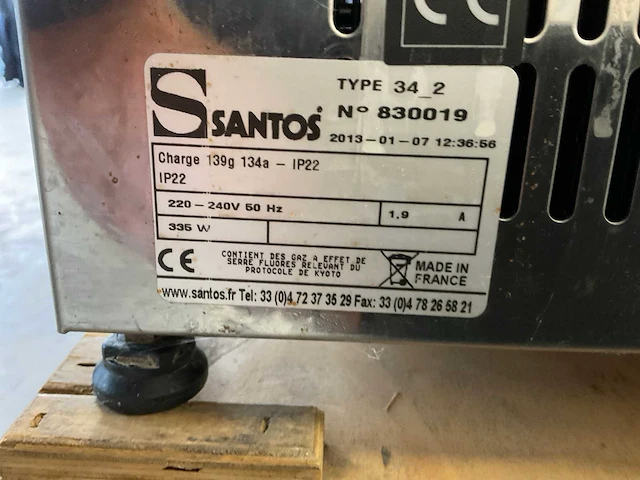 CE
TYPE 34_2
S SANTOS®
Nº 830019
2013-01-07 12:36:56
Charge 139g 134a - IP22
IP22
220-240V 50 Hz
1.9 A
335 W
CE
CONTIENT DES GAZ A EFFET DE
SERRE FLUORES RELEVANT DU
PROTOCOLE DE KYOTO
MADE IN
FRANCE
www.santos.fr Tel: 33 (0)4 72 37 35 29 Fax: 33 (0)4 78 26 58 21